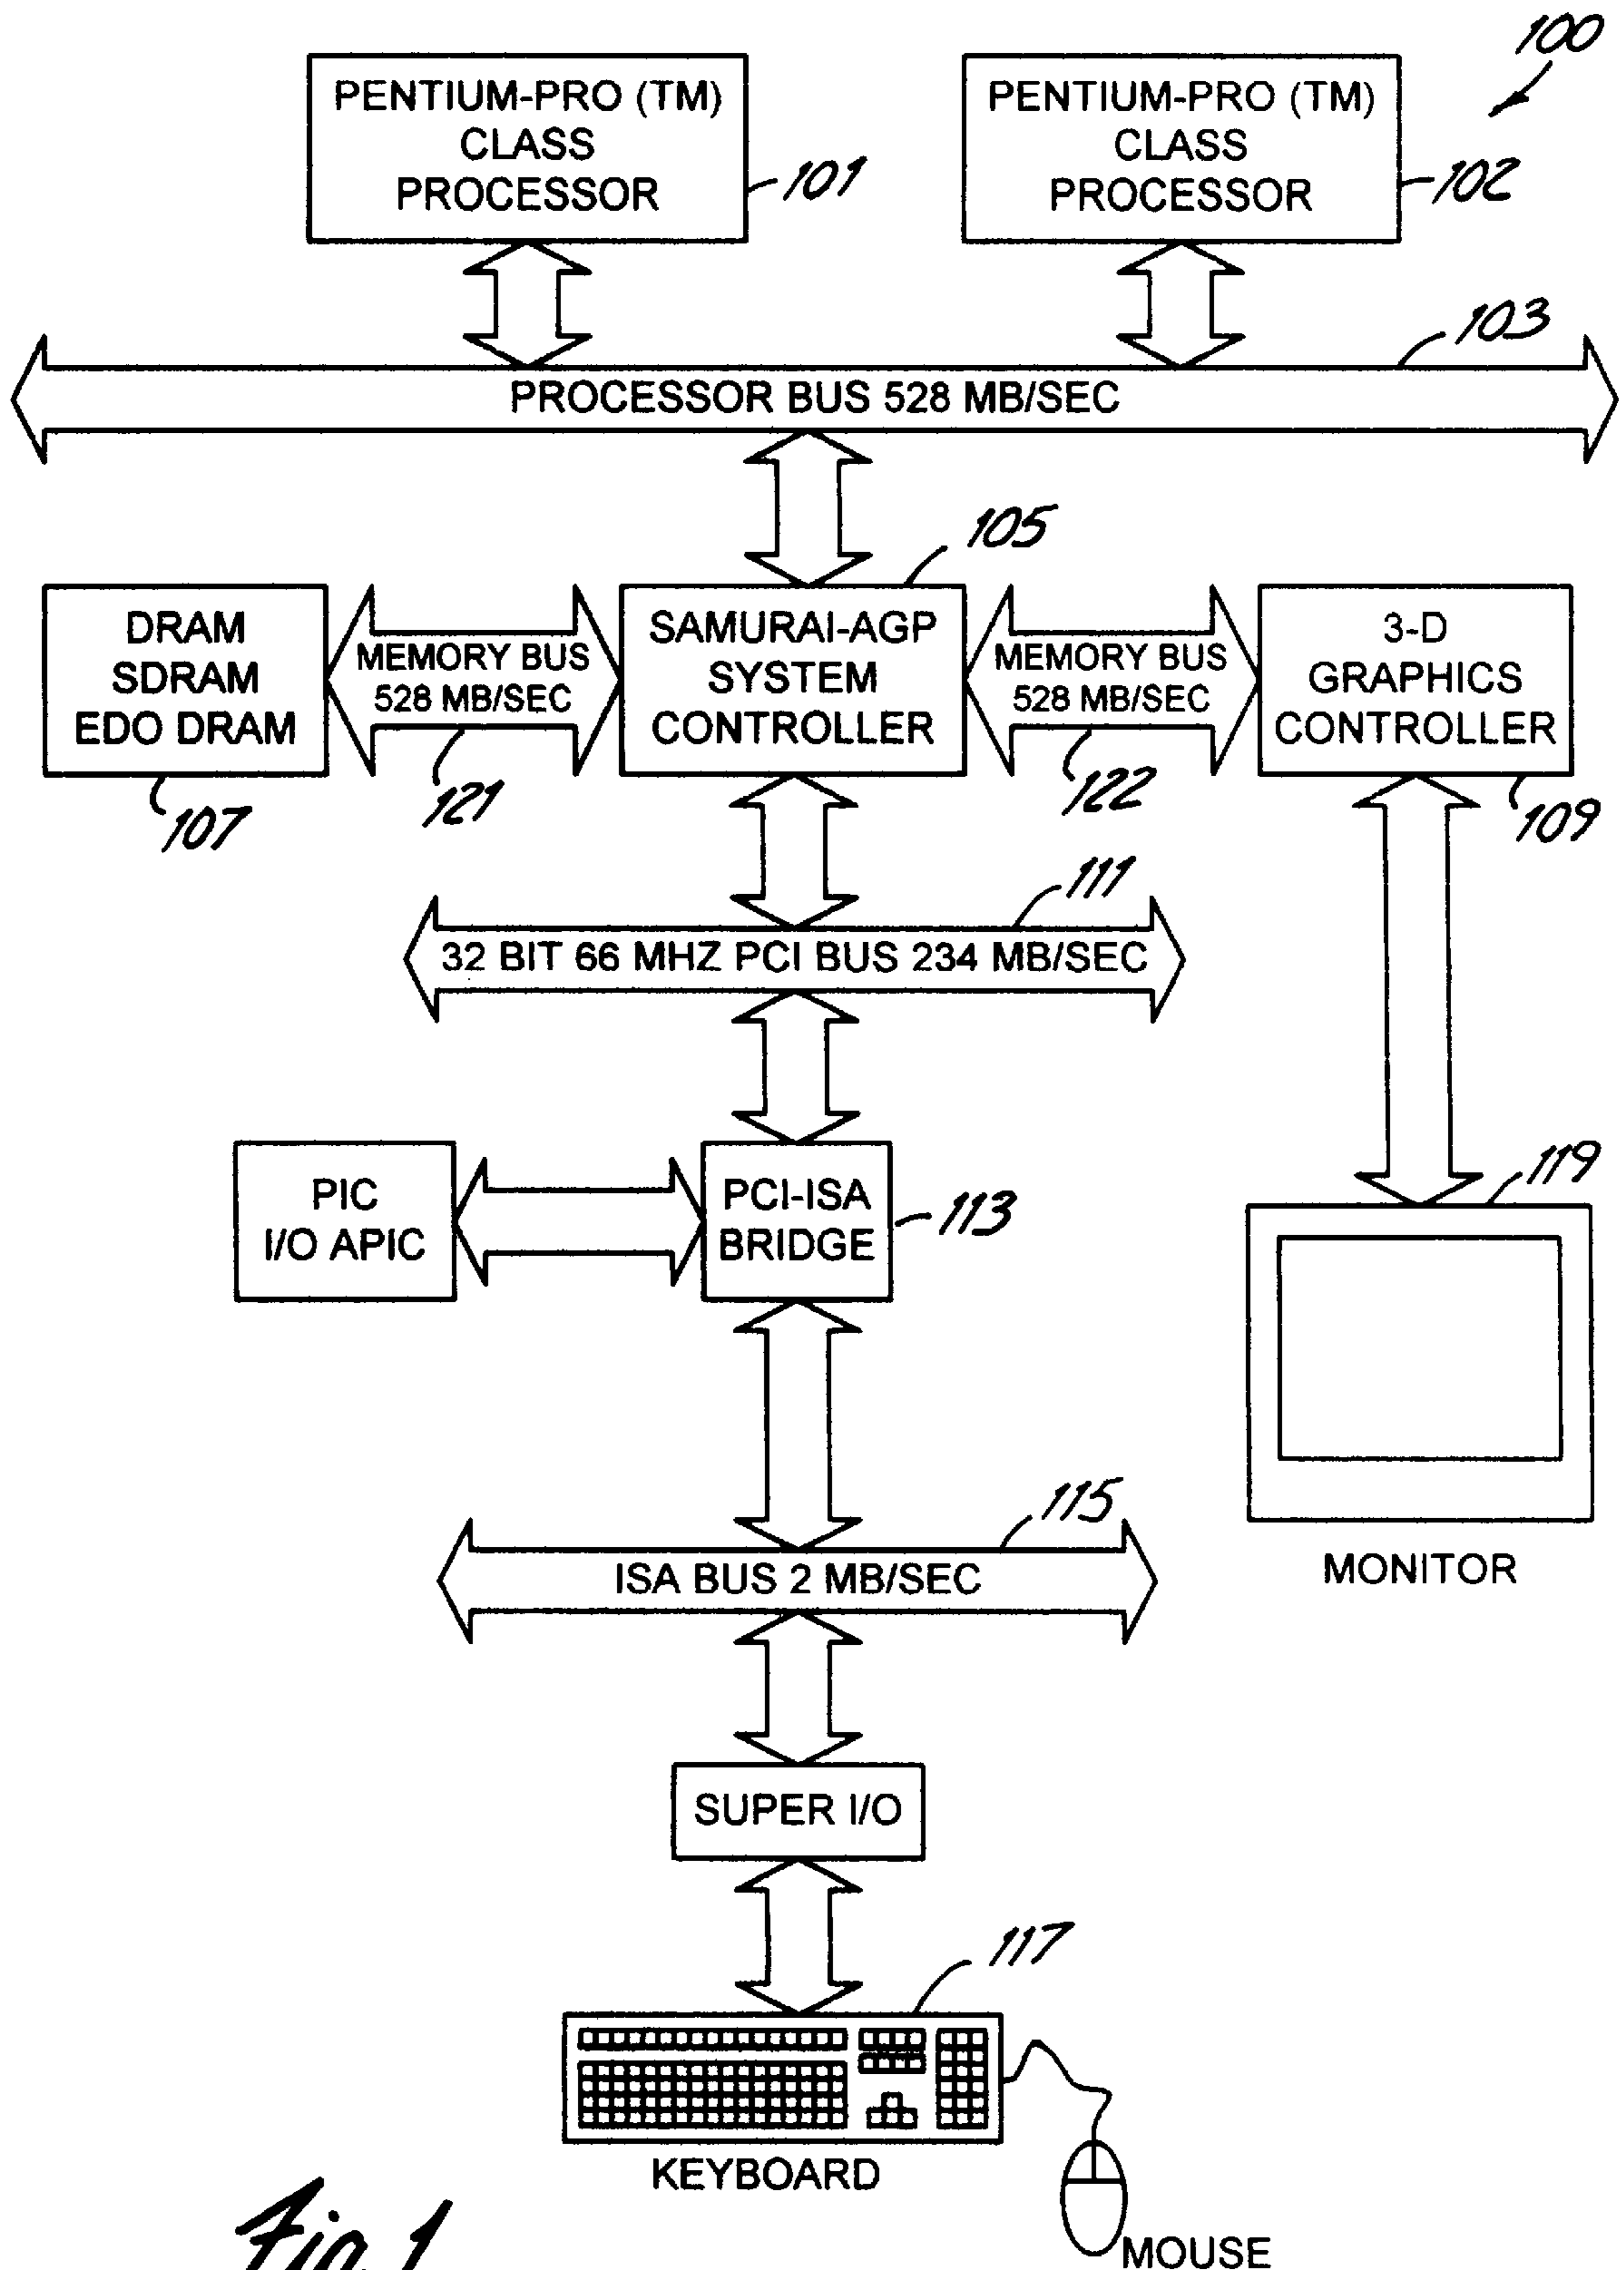 100
PENTIUM-PRO (TM)
CLASS
PROCESSOR
101
PENTIUM-PRO (TM)
CLASS
PROCESSOR
102
103
PROCESSOR BUS 528 MB/SEC
105
DRAM
SDRAM
EDO DRAM
107
MEMORY BUS
528 MB/SEC
121
SAMURAI-AGP
SYSTEM
CONTROLLER
MEMORY BUS
528 MB/SEC
122
3-D
GRAPHICS
CONTROLLER
109
111
32 BIT 66 MHZ PCI BUS 234 MB/SEC
PIC
I/O APIC
PCI-ISA
BRIDGE
113
119
MONITOR
115
ISA BUS 2 MB/SEC
SUPER I/O
117
KEYBOARD
MOUSE
Fig. 1